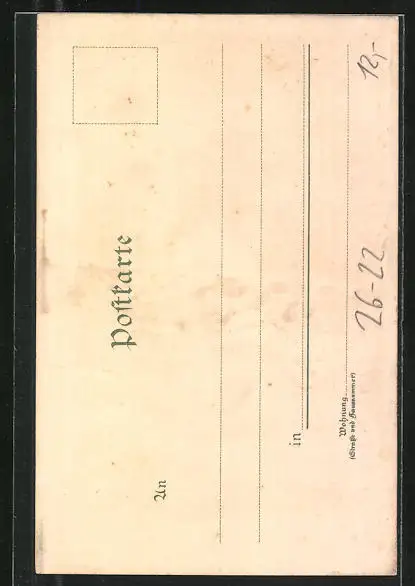 Postkarte
An
in
Wohnung
(Straße und Hausnummer)
26-22
12,-